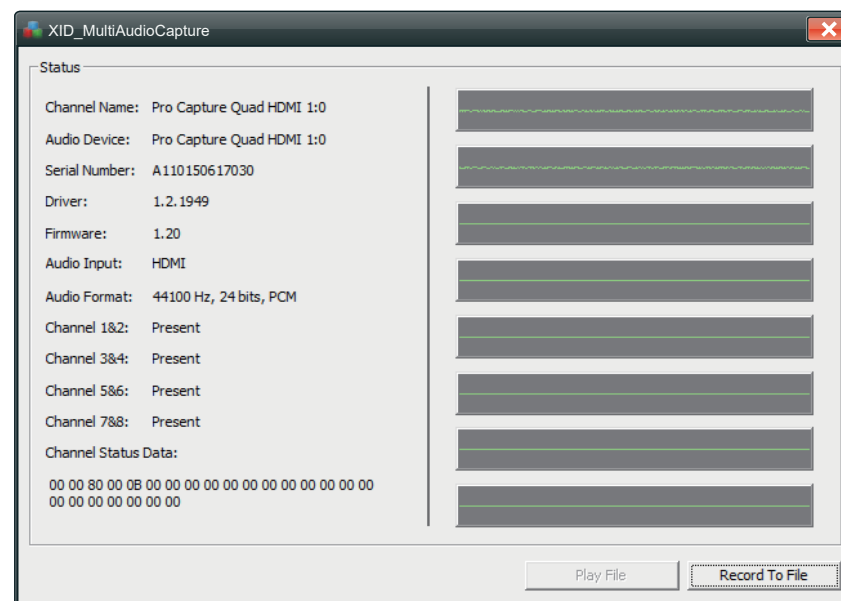 XID_MultiAudioCapture
Status
Channel Name: Pro Capture Quad HDMI 1:0
Audio Device: Pro Capture Quad HDMI 1:0
Serial Number: A110150617030
Driver: 1.2.1949
Firmware: 1.20
Audio Input: HDMI
Audio Format: 44100 Hz, 24 bits, PCM
Channel 1&2: Present
Channel 3&4: Present
Channel 5&6: Present
Channel 7&8: Present
Channel Status Data:
00 00 80 00 0B 00 00 00 00 00 00 00 00 00 00 00 00
00 00 00 00 00 00 00
Play File
Record To File